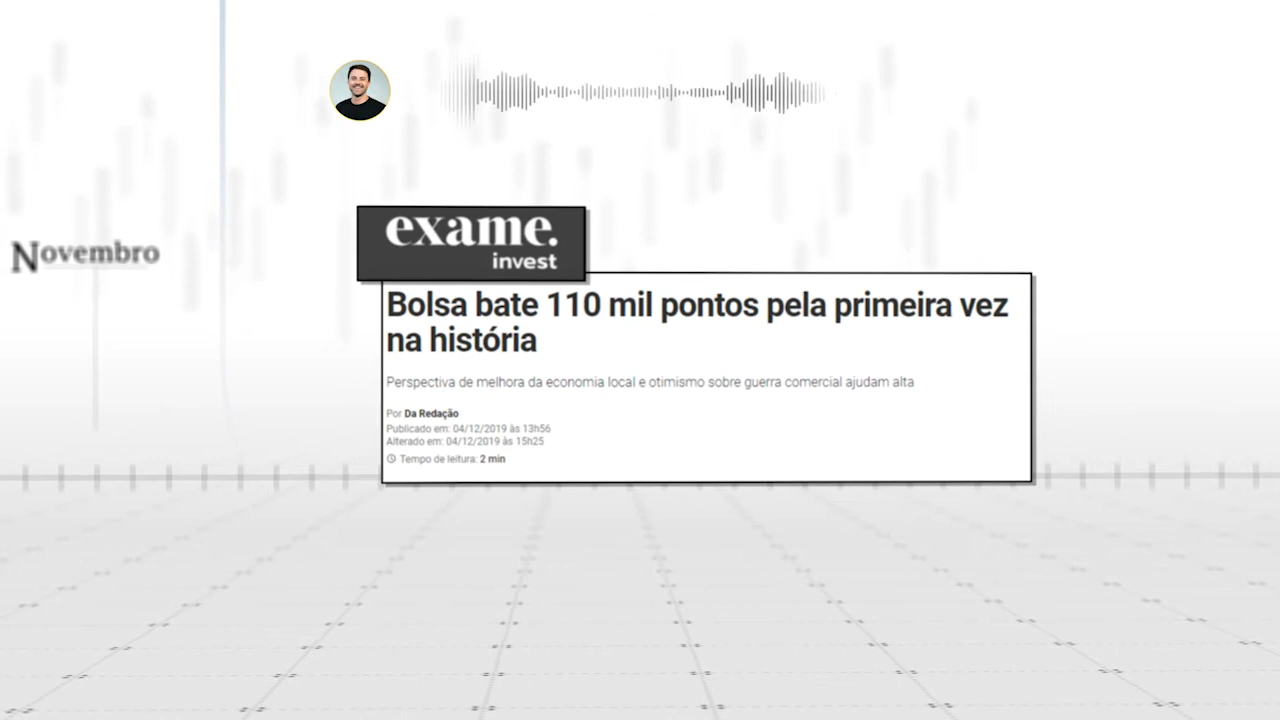 Novembro
exame.
invest
Bolsa bate 110 mil pontos pela primeira vez
na história
Perspectiva de melhora da economia local e otimismo sobre guerra comercial ajudam alta
Por Da Redação
Publicado em: 04/12/2019 às 13h56
Alterado em: 04/12/2019 às 15h25
Tempo de leitura: 2 min